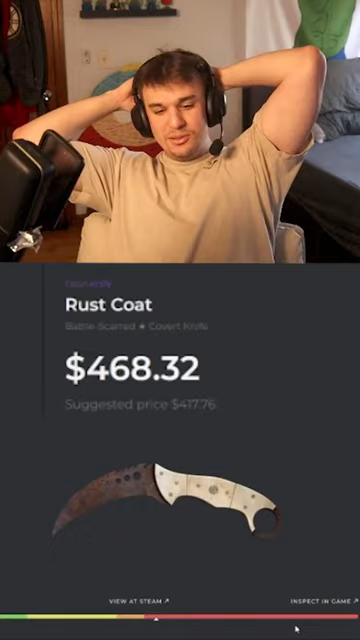 Rust Coat
Battle-Scarred ★ Covert Knife
$468.32
Suggested price $417.76
VIEW AT STEAM ↗
INSPECT IN GAME ↗